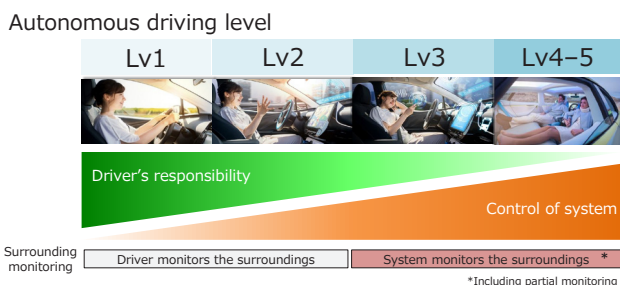 Autonomous driving level
Lv1 Lv2 Lv3 Lv4–5
Driver's responsibility
Control of system
Surrounding
monitoring
Driver monitors the surroundings System monitors the surroundings *
*Including partial monitoring